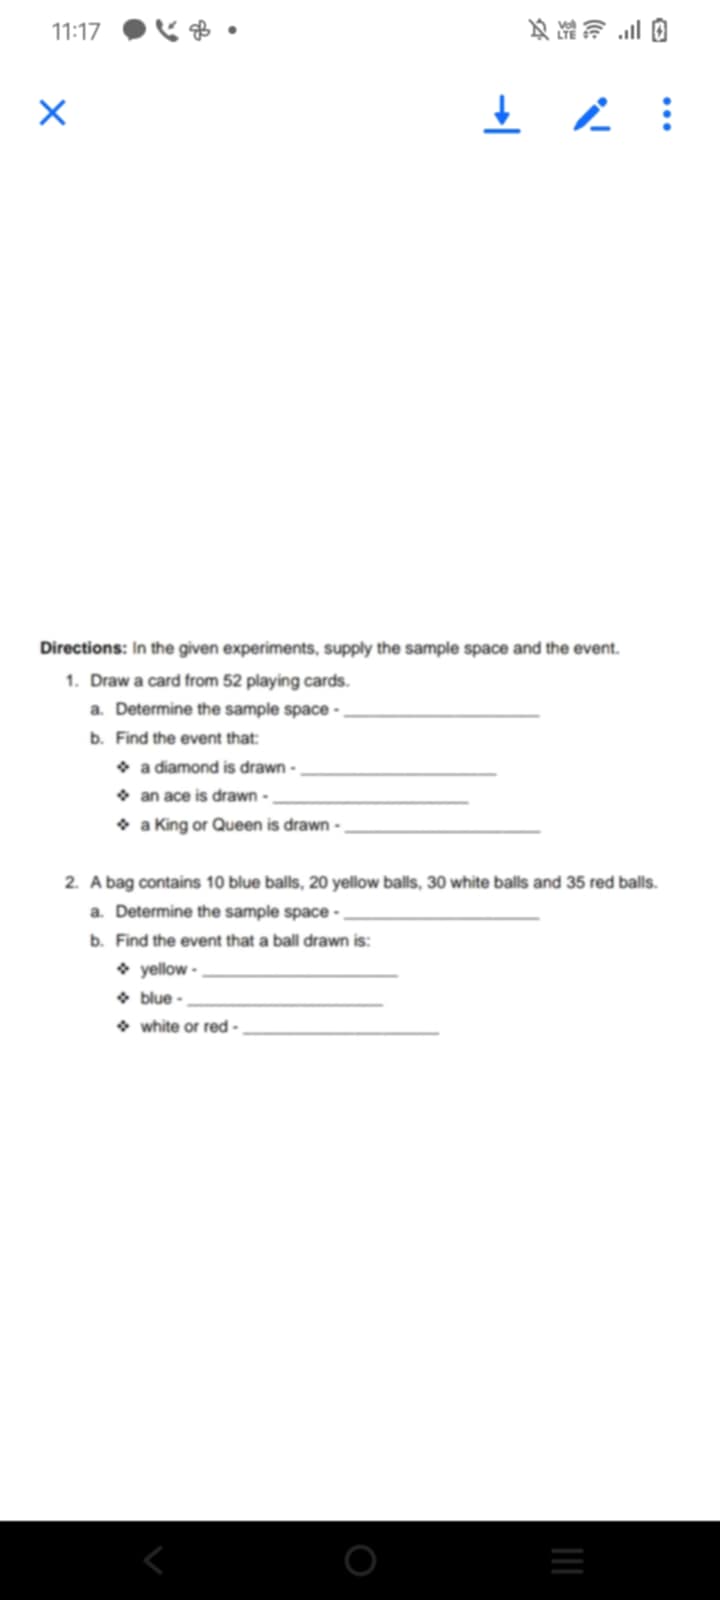 11:17
Vo) LTE
Directions: In the given experiments, supply the sample space and the event.
1. Draw a card from 52 playing cards.
a. Determine the sample space - ____________________
b. Find the event that:
❖ a diamond is drawn - ____________________
❖ an ace is drawn - ____________________
❖ a King or Queen is drawn - ____________________
2. A bag contains 10 blue balls, 20 yellow balls, 30 white balls and 35 red balls.
a. Determine the sample space - ____________________
b. Find the event that a ball drawn is:
❖ yellow - ____________________
❖ blue - ____________________
❖ white or red - ____________________